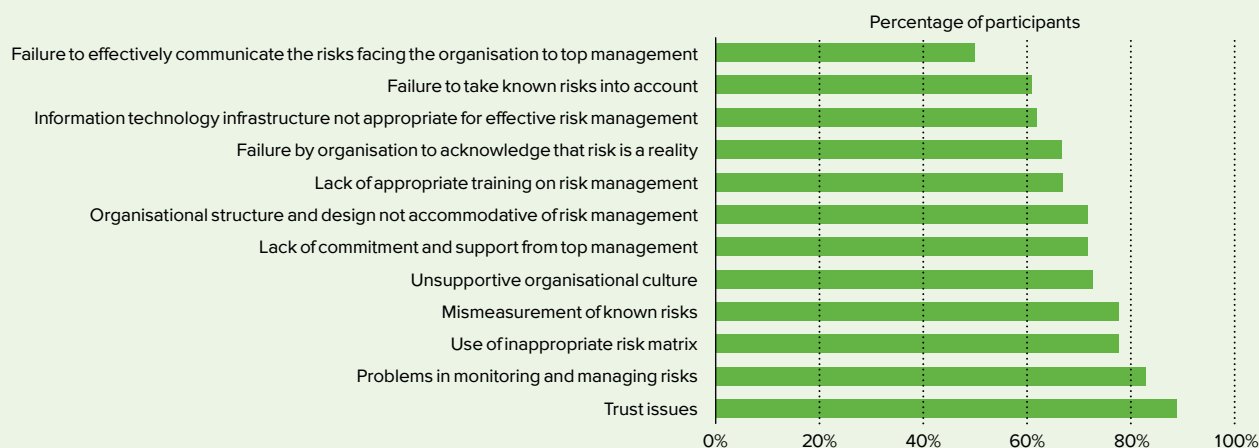 Percentage of participants
Failure to effectively communicate the risks facing the organisation to top management
Failure to take known risks into account
Information technology infrastructure not appropriate for effective risk management
Failure by organisation to acknowledge that risk is a reality
Lack of appropriate training on risk management
Organisational structure and design not accommodative of risk management
Lack of commitment and support from top management
Unsupportive organisational culture
Mismeasurement of known risks
Use of inappropriate risk matrix
Problems in monitoring and managing risks
Trust issues
0% 20% 40% 60% 80% 100%